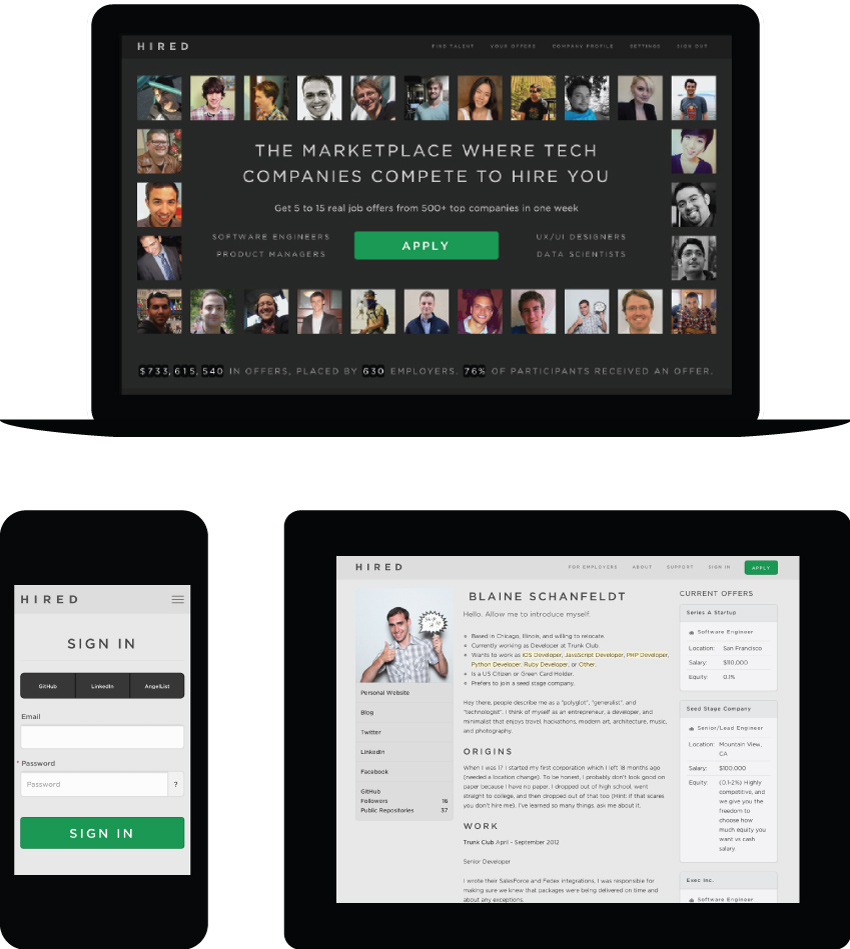 HIRED
FIND TALENT YOUR OFFERS COMPANY PROFILE SETTINGS SIGN OUT
THE MARKETPLACE WHERE TECH
COMPANIES COMPETE TO HIRE YOU
Get 5 to 15 real job offers from 500+ top companies in one week
SOFTWARE ENGINEERS
PRODUCT MANAGERS
APPLY
UX/UI DESIGNERS
DATA SCIENTISTS
$733,615,540 IN OFFERS, PLACED BY 630 EMPLOYERS. 76% OF PARTICIPANTS RECEIVED AN OFFER.
HIRED
SIGN IN
GitHub LinkedIn AngelList
Email
* Password
Password ?
SIGN IN
HIRED
FOR EMPLOYERS ABOUT SUPPORT SIGN IN APPLY
Personal Website
Blog
Twitter
LinkedIn
Facebook
GitHub
Followers 16
Public Repositories 37
BLAINE SCHANFELDT
Hello. Allow me to introduce myself.
Based in Chicago, Illinois, and willing to relocate.
Currently working as Developer at Trunk Club.
Wants to work as iOS Developer, JavaScript Developer, PHP Developer,
Python Developer, Ruby Developer, or Other.
Is a US Citizen or Green Card Holder.
Prefers to join a seed stage company.
Hey there, people describe me as a "polyglot", "generalist", and
"technologist". I think of myself as an entrepreneur, a developer, and
minimalist that enjoys travel, hackathons, modern art, architecture, music,
and photography.
ORIGINS
When I was 17 I started my first corporation which I left 18 months ago
(needed a location change). To be honest, I probably don't look good on
paper because I have no paper. I dropped out of high school, went
straight to college, and then dropped out of that too (Hint: if that scares
you don't hire me). I've learned so many things, ask me about it.
WORK
Trunk Club April - September 2012
Senior Developer
I wrote their SalesForce and Fedex integrations, I was responsible for
making sure we knew that packages were being delivered on time and
about any exceptions.
CURRENT OFFERS
Series A Startup
Software Engineer
Location: San Francisco
Salary: $110,000
Equity: 0.1%
Seed Stage Company
Senior/Lead Engineer
Location: Mountain View,
CA
Salary: $100,000
Equity: (0.1-2%) Highly
competitive, and
we give you the
freedom to
choose how
much equity you
want vs cash
salary.
Exec Inc.
Software Engineer